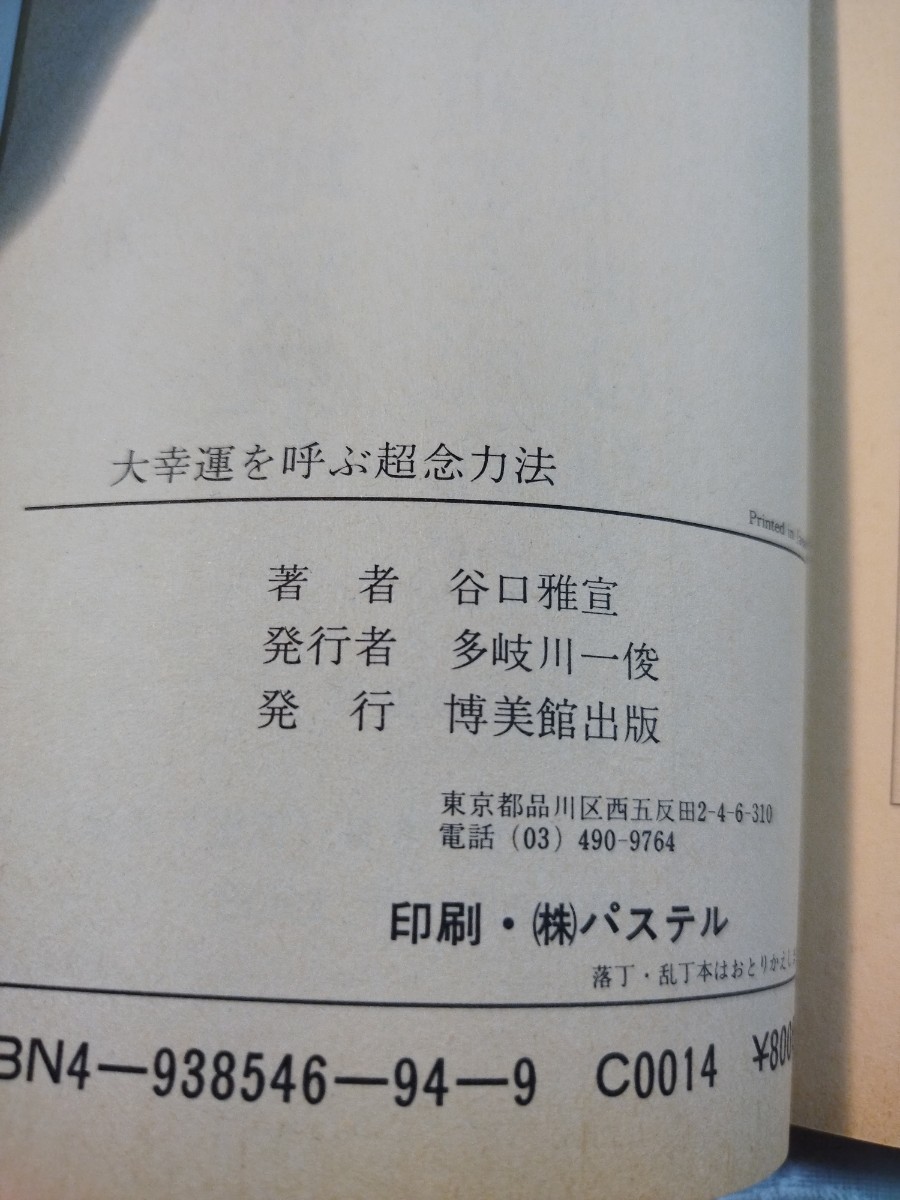 大幸運を呼ぶ超念力法
Printed in
著 者 谷口雅宣
発行者 多岐川一俊
発 行 博美館出版
東京都品川区西五反田2-4-6-310
電話 (03) 490-9764
印刷・㈱パステル
落丁・乱丁本はおとりかえし
BN4-938546-94-9 C0014 ¥800